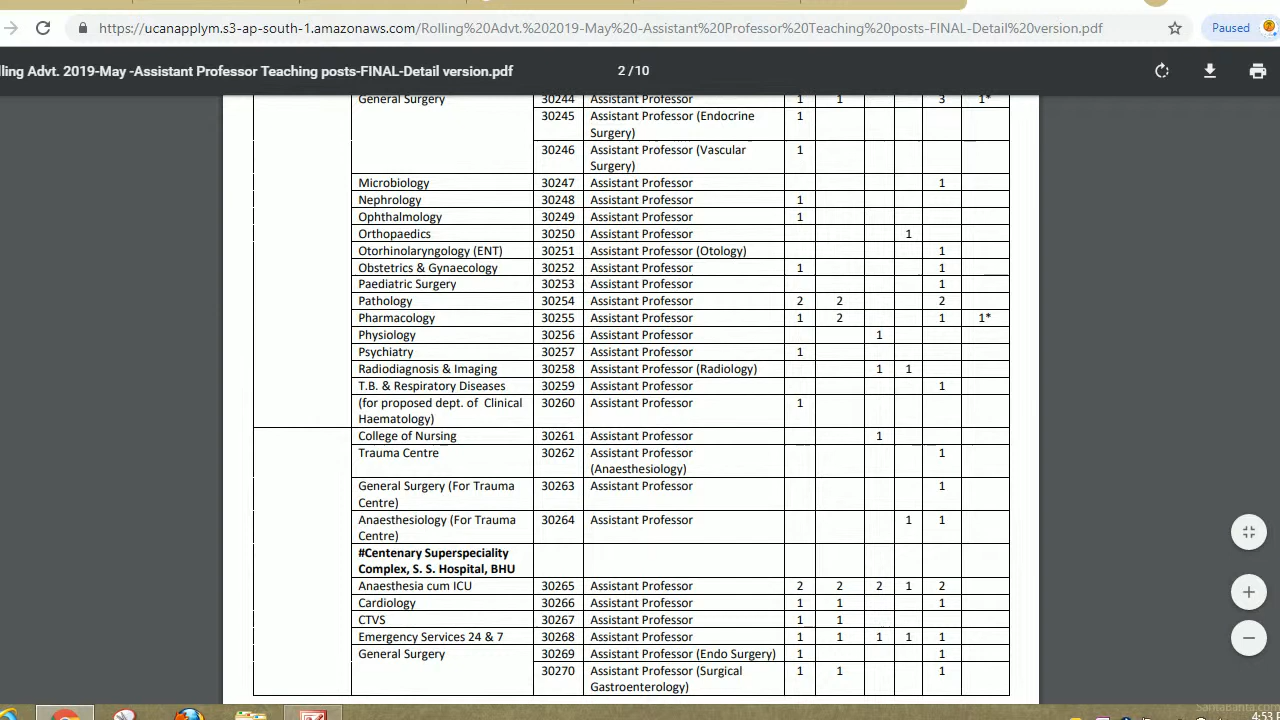 https://ucanapplym.s3-ap-south-1.amazonaws.com/Rolling%20Advt.%202019-May%20-Assistant%20Professor%20Teaching%20posts-FINAL-Detail%20version.pdf
Paused
lling Advt. 2019-May -Assistant Professor Teaching posts-FINAL-Detail version.pdf
2 / 10
General Surgery 30244 Assistant Professor 1 1 3 1*
30245 Assistant Professor (Endocrine
Surgery) 1
30246 Assistant Professor (Vascular
Surgery) 1
Microbiology 30247 Assistant Professor 1
Nephrology 30248 Assistant Professor 1
Ophthalmology 30249 Assistant Professor 1
Orthopaedics 30250 Assistant Professor 1
Otorhinolaryngology (ENT) 30251 Assistant Professor (Otology) 1
Obstetrics & Gynaecology 30252 Assistant Professor 1 1
Paediatric Surgery 30253 Assistant Professor 1
Pathology 30254 Assistant Professor 2 2 2
Pharmacology 30255 Assistant Professor 1 2 1 1*
Physiology 30256 Assistant Professor 1
Psychiatry 30257 Assistant Professor 1
Radiodiagnosis & Imaging 30258 Assistant Professor (Radiology) 1 1
T.B. & Respiratory Diseases 30259 Assistant Professor 1
(for proposed dept. of Clinical
Haematology) 30260 Assistant Professor 1
College of Nursing 30261 Assistant Professor 1
Trauma Centre 30262 Assistant Professor
(Anaesthesiology) 1
General Surgery (For Trauma
Centre) 30263 Assistant Professor 1
Anaesthesiology (For Trauma
Centre) 30264 Assistant Professor 1 1
#Centenary Superspeciality
Complex, S. S. Hospital, BHU
Anaesthesia cum ICU 30265 Assistant Professor 2 2 2 1 2
Cardiology 30266 Assistant Professor 1 1 1
CTVS 30267 Assistant Professor 1 1
Emergency Services 24 & 7 30268 Assistant Professor 1 1 1 1 1
General Surgery 30269 Assistant Professor (Endo Surgery) 1 1
30270 Assistant Professor (Surgical
Gastroenterology) 1 1 1
SantaBanta.com
4:53 P